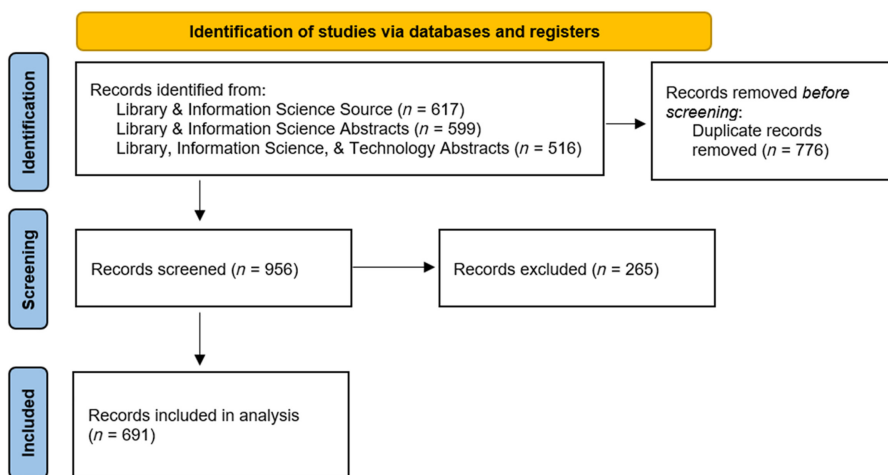 Identification of studies via databases and registers
Identification
Records identified from:
Library & Information Science Source (n = 617)
Library & Information Science Abstracts (n = 599)
Library, Information Science, & Technology Abstracts (n = 516)
Records removed before
screening:
Duplicate records
removed (n = 776)
Screening
Records screened (n = 956)
Records excluded (n = 265)
Included
Records included in analysis
(n = 691)